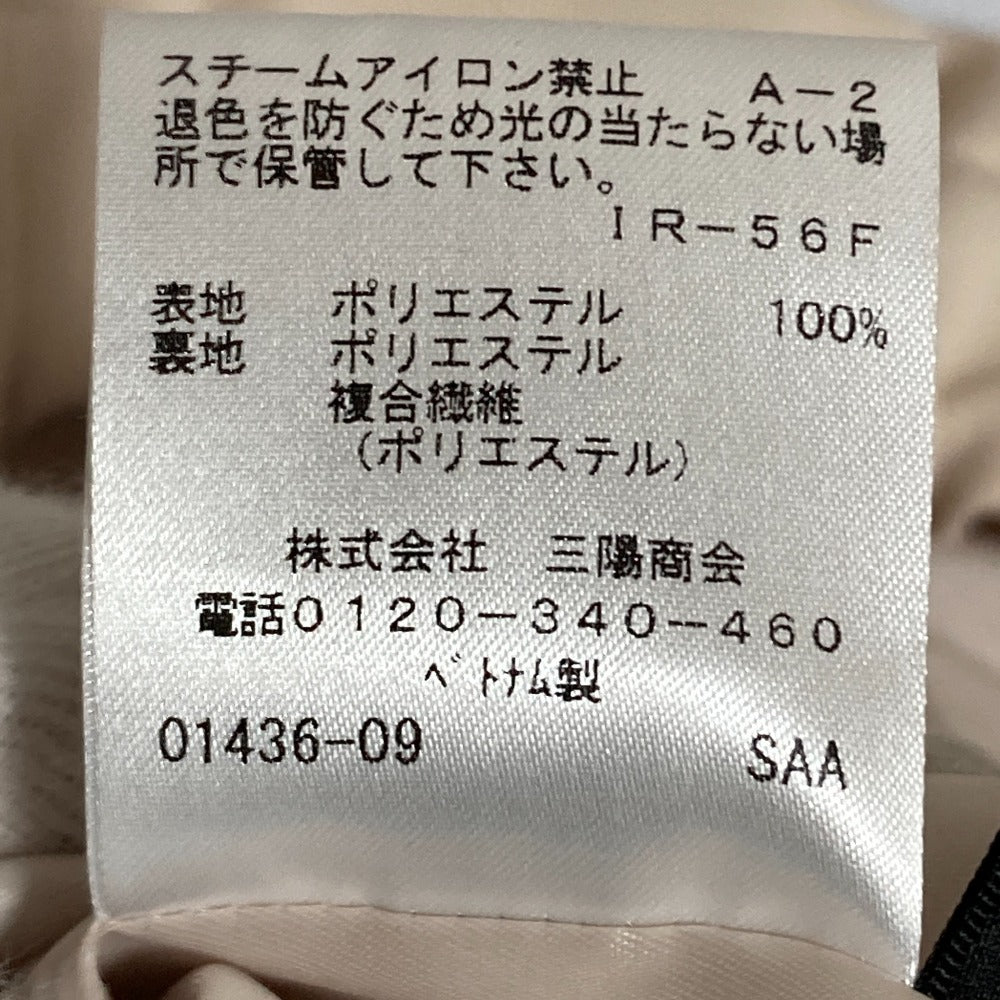 スチームアイロン禁止 A-2
退色を防ぐため光の当たらない場
所で保管して下さい。
IR-56F
表地 ポリエステル 100%
裏地 ポリエステル
複合繊維
(ポリエステル)
株式会社 三陽商会
電話0120-340-460
ﾍﾞﾄﾅﾑ製
01436-09 SAA